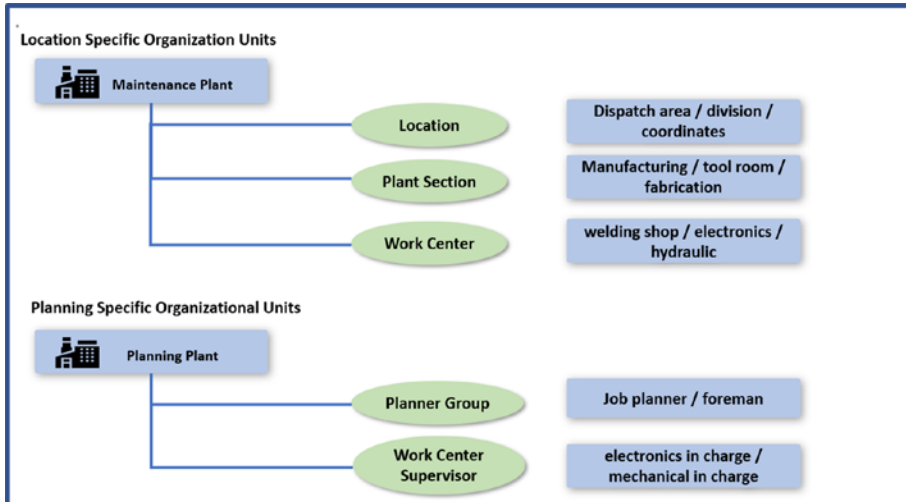 Location Specific Organization Units
Maintenance Plant
Location
Dispatch area / division /
coordinates
Plant Section
Manufacturing / tool room /
fabrication
Work Center
welding shop / electronics /
hydraulic
Planning Specific Organizational Units
Planning Plant
Planner Group
Job planner / foreman
Work Center
Supervisor
electronics in charge /
mechanical in charge